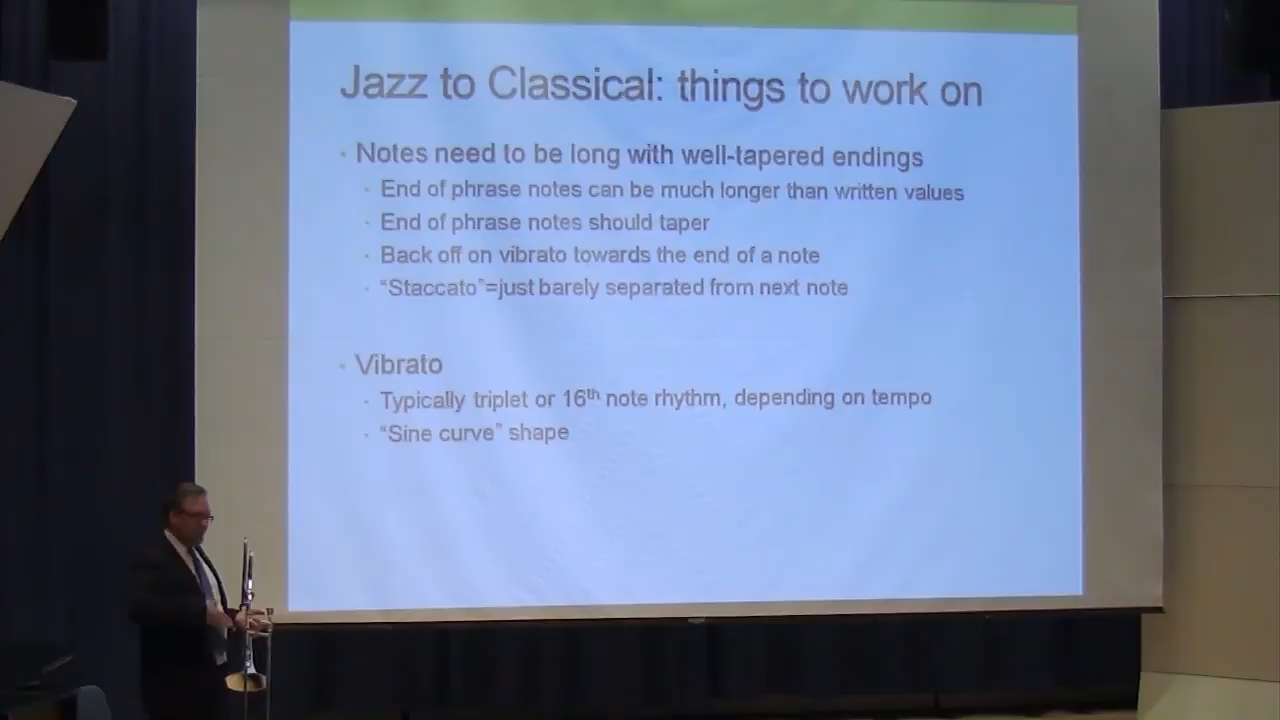 Jazz to Classical: things to work on
· Notes need to be long with well-tapered endings
· End of phrase notes can be much longer than written values
· End of phrase notes should taper
· Back off on vibrato towards the end of a note
· “Staccato”=just barely separated from next note
· Vibrato
· Typically triplet or 16th note rhythm, depending on tempo
· “Sine curve” shape